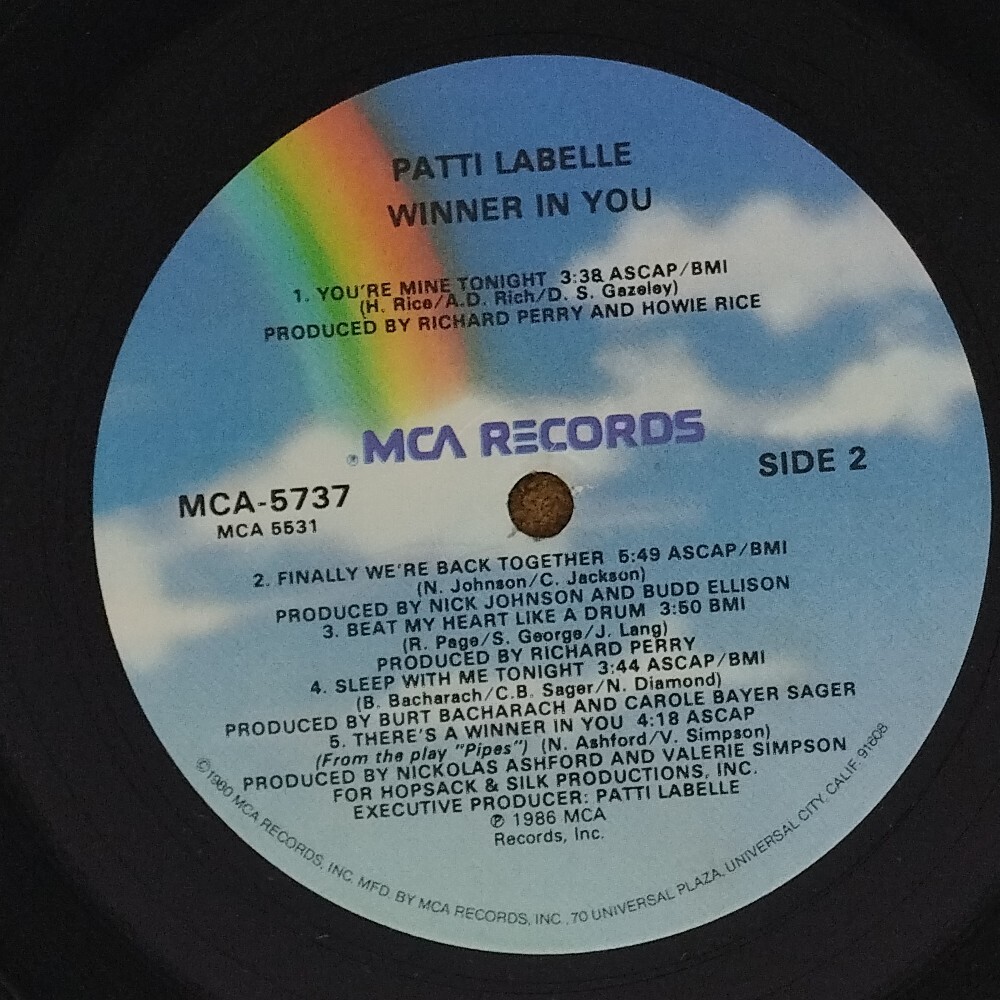 PATTI LABELLE
WINNER IN YOU
1. YOU'RE MINE TONIGHT 3:38 ASCAP/BMI
(H. Rice/A.D. Rich/D. S. Gazeley)
PRODUCED BY RICHARD PERRY AND HOWIE RICE
® MCA RECORDS
SIDE 2
MCA-5737
MCA 5531
2. FINALLY WE'RE BACK TOGETHER 5:49 ASCAP/BMI
(N. Johnson/C. Jackson)
PRODUCED BY NICK JOHNSON AND BUDD ELLISON
3. BEAT MY HEART LIKE A DRUM 3:50 BMI
(R. Page/S. George/J. Lang)
PRODUCED BY RICHARD PERRY
4. SLEEP WITH ME TONIGHT 3:44 ASCAP/BMI
(B. Bacharach/C.B. Sager/N. Diamond)
PRODUCED BY BURT BACHARACH AND CAROLE BAYER SAGER
5. THERE'S A WINNER IN YOU 4:18 ASCAP
(From the play "Pipes") (N. Ashford/V. Simpson)
PRODUCED BY NICKOLAS ASHFORD AND VALERIE SIMPSON
FOR HOPSACK & SILK PRODUCTIONS, INC.
EXECUTIVE PRODUCER: PATTI LABELLE
℗ 1986 MCA
Records, Inc.
©1980 MCA RECORDS, INC. MFD. BY MCA RECORDS, INC., 70 UNIVERSAL PLAZA, UNIVERSAL CITY, CALIF. 91608